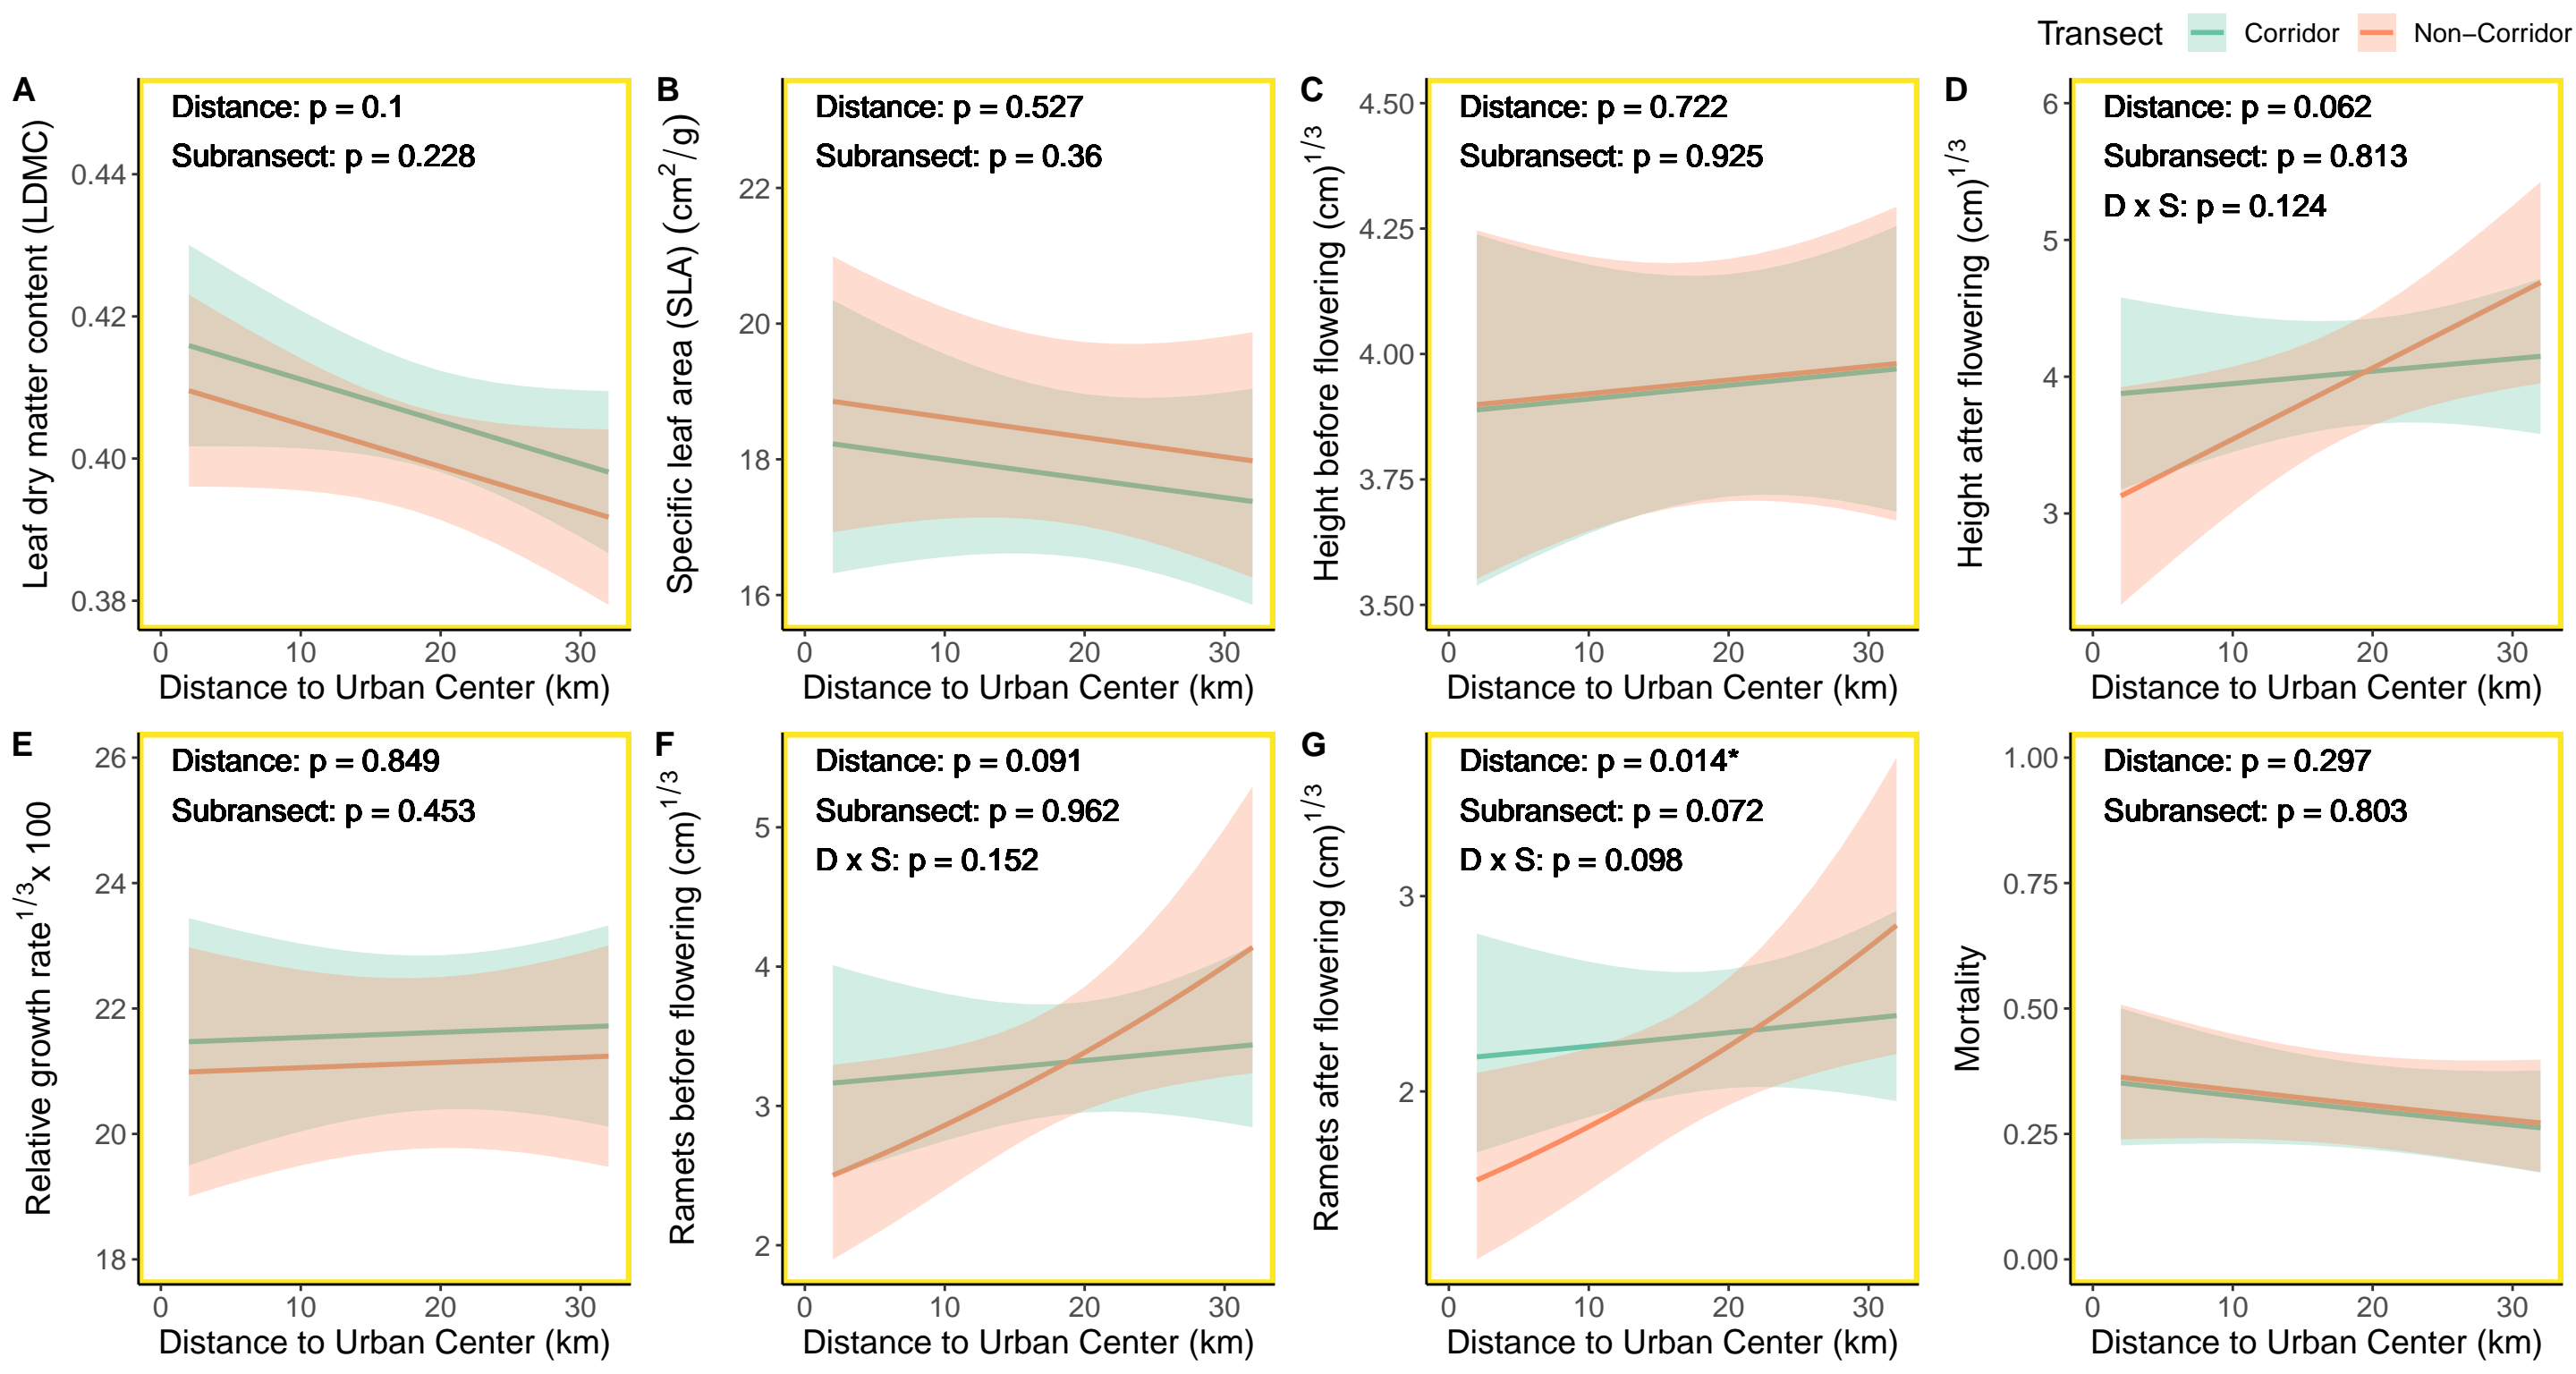 Transect Corridor Non-Corridor
A
Leaf dry matter content (LDMC)
Distance: p = 0.1
Subransect: p = 0.228
0.44
0.42
0.40
0.38
0 10 20 30
Distance to Urban Center (km)
B
Specific leaf area (SLA) (cm² / g)
Distance: p = 0.527
Subransect: p = 0.36
22
20
18
16
0 10 20 30
Distance to Urban Center (km)
C
Height before flowering (cm)^1/3
Distance: p = 0.722
Subransect: p = 0.925
4.50
4.25
4.00
3.75
3.50
0 10 20 30
Distance to Urban Center (km)
D
Height after flowering (cm)^1/3
Distance: p = 0.062
Subransect: p = 0.813
D x S: p = 0.124
6
5
4
3
0 10 20 30
Distance to Urban Center (km)
E
Relative growth rate^1/3 x 100
Distance: p = 0.849
Subransect: p = 0.453
26
24
22
20
18
0 10 20 30
Distance to Urban Center (km)
F
Ramets before flowering (cm)^1/3
Distance: p = 0.091
Subransect: p = 0.962
D x S: p = 0.152
5
4
3
2
0 10 20 30
Distance to Urban Center (km)
G
Ramets after flowering (cm)^1/3
Distance: p = 0.014*
Subransect: p = 0.072
D x S: p = 0.098
3
2
0 10 20 30
Distance to Urban Center (km)
Mortality
Distance: p = 0.297
Subransect: p = 0.803
1.00
0.75
0.50
0.25
0.00
0 10 20 30
Distance to Urban Center (km)